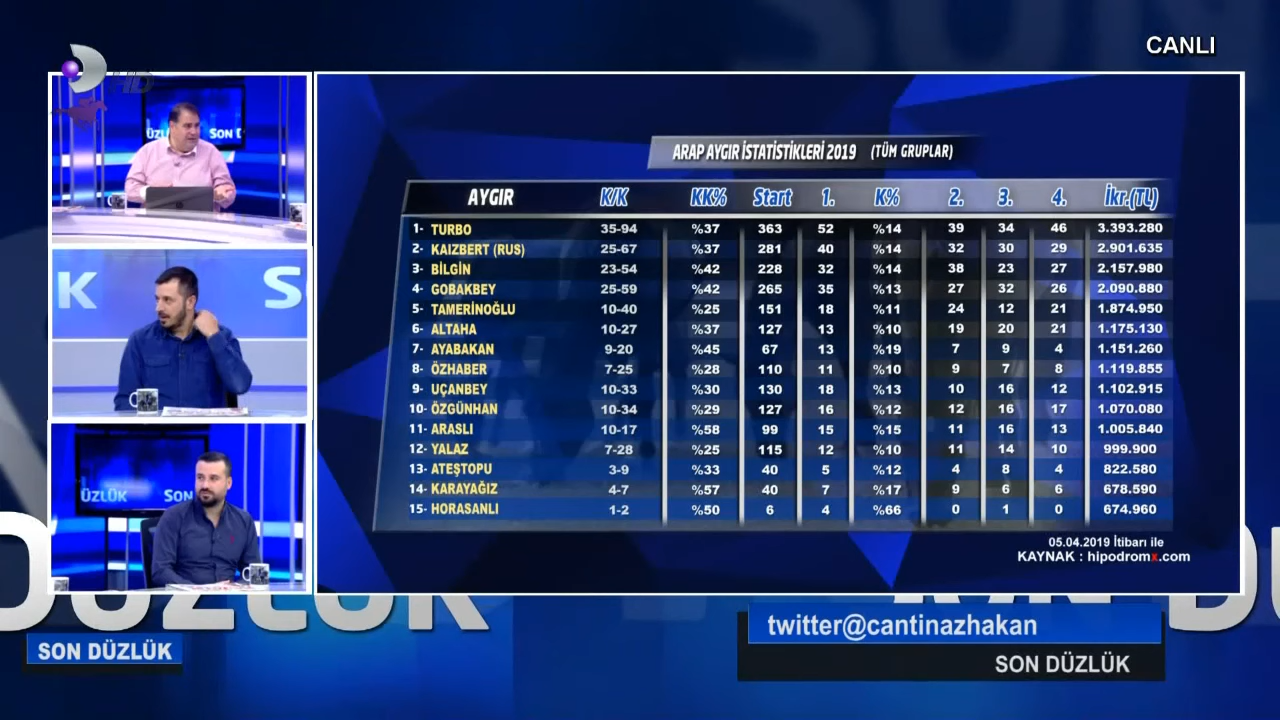 CANLI
HD
ÜZLÜ SON D
K S
ÜZLÜK SON
ARAP AYGIR İSTATİSTİKLERİ 2019 (TÜM GRUPLAR)
AYGIR K/K KK% Start 1. K% 2. 3. 4. İkr.(TL)
1- TURBO 35-94 %37 363 52 %14 39 34 46 3.393.280
2- KAIZBERT (RUS) 25-67 %37 281 40 %14 32 30 29 2.901.635
3- BİLGİN 23-54 %42 228 32 %14 38 23 27 2.157.980
4- GOBAKBEY 25-59 %42 265 35 %13 27 32 26 2.090.880
5- TAMERİNOĞLU 10-40 %25 151 18 %11 24 12 21 1.874.950
6- ALTAHA 10-27 %37 127 13 %10 19 20 21 1.175.130
7- AYABAKAN 9-20 %45 67 13 %19 7 9 4 1.151.260
8- ÖZHABER 7-25 %28 110 11 %10 9 7 8 1.119.855
9- UÇANBEY 10-33 %30 130 18 %13 10 16 12 1.102.915
10- ÖZGÜNHAN 10-34 %29 127 16 %12 12 16 17 1.070.080
11- ARASLI 10-17 %58 99 15 %15 11 16 13 1.005.840
12- YALAZ 7-28 %25 115 12 %10 11 14 10 999.900
13- ATEŞTOPU 3-9 %33 40 5 %12 4 8 4 822.580
14- KARAYAĞIZ 4-7 %57 40 7 %17 9 6 6 678.590
15- HORASANLI 1-2 %50 6 4 %66 0 1 0 674.960
05.04.2019 İtibarı ile
KAYNAK : hipodromx.com
DÜZLÜK
SON DÜZLÜK
twitter@cantinazhakan
SON DÜZLÜK